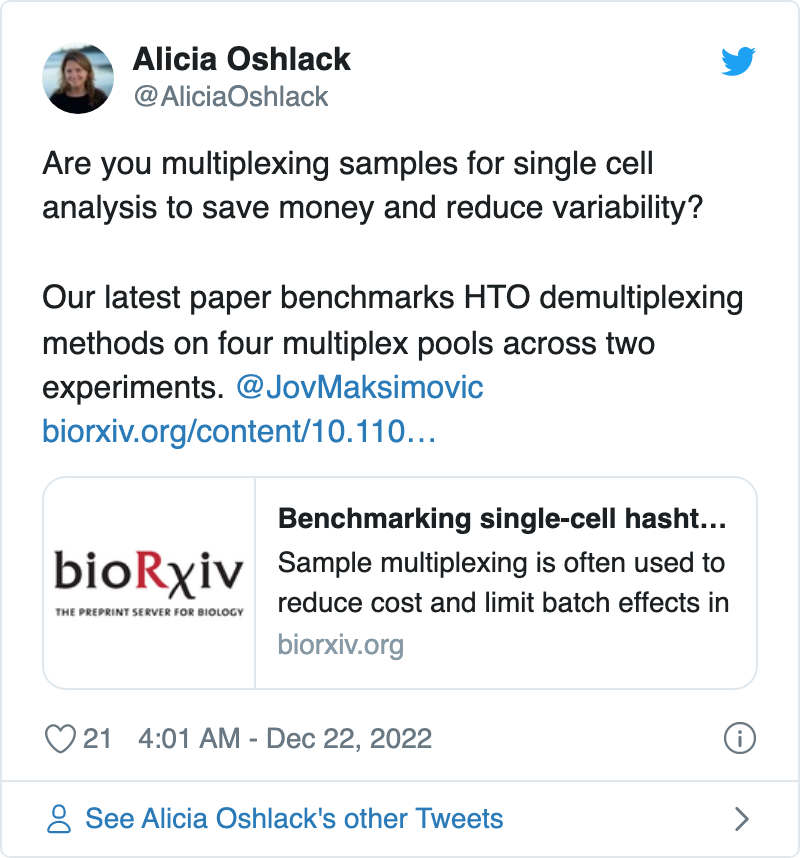 Alicia Oshlack
@AliciaOshlack
Are you multiplexing samples for single cell
analysis to save money and reduce variability?
Our latest paper benchmarks HTO demultiplexing
methods on four multiplex pools across two
experiments. @JovMaksimovic
biorxiv.org/content/10.110…
bioRxiv
THE PREPRINT SERVER FOR BIOLOGY
Benchmarking single-cell hasht…
Sample multiplexing is often used to
reduce cost and limit batch effects in
biorxiv.org
21 4:01 AM - Dec 22, 2022
See Alicia Oshlack's other Tweets